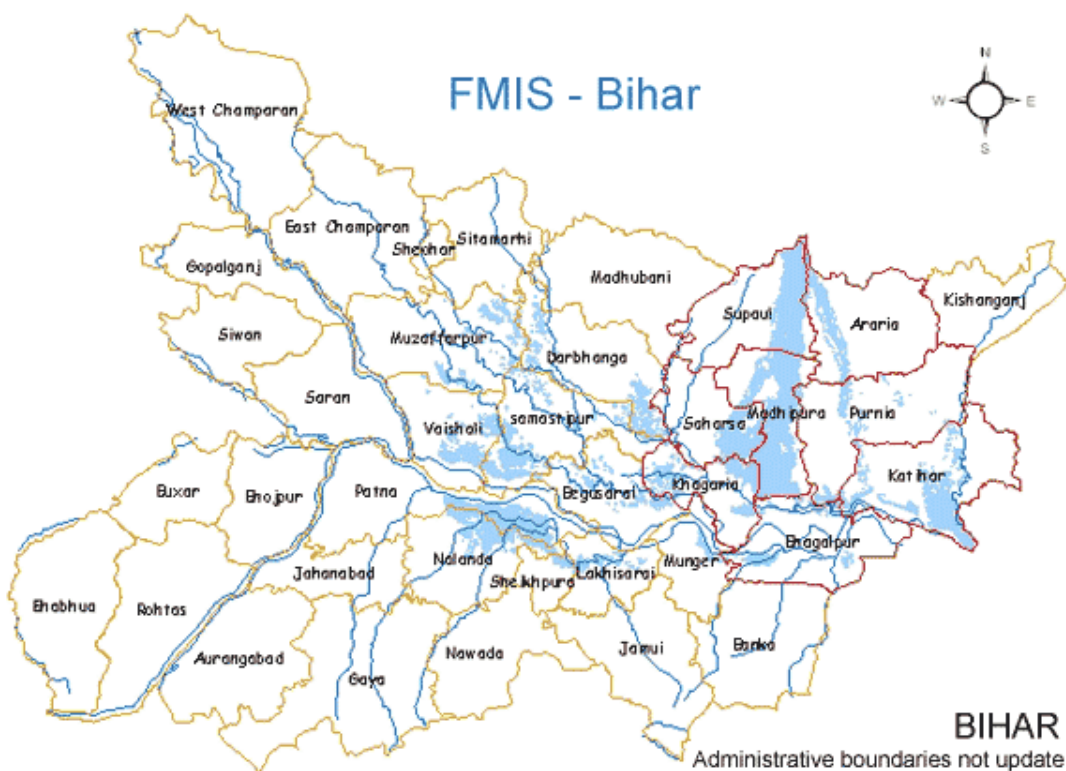 FMIS - Bihar
N
W
E
S
West Champaran
East Champaran
Sheohar
Sitamarhi
Gopalganj
Madhubani
Kishanganj
Supaul
Araria
Siwan
Muzaffarpur
Darbhanga
Saran
Vaishali
samastipur
Saharsa
Madhipura
Purnia
Buxar
Bhojpur
Patna
Begusarai
Khagaria
Katihar
Bhagalpur
Jahanabad
Nalanda
Sheikhpura
Lakhisarai
Munger
Bhabhua
Rohtas
Aurangabad
Gaya
Nawada
Jamui
Banka
BIHAR
Administrative boundaries not update